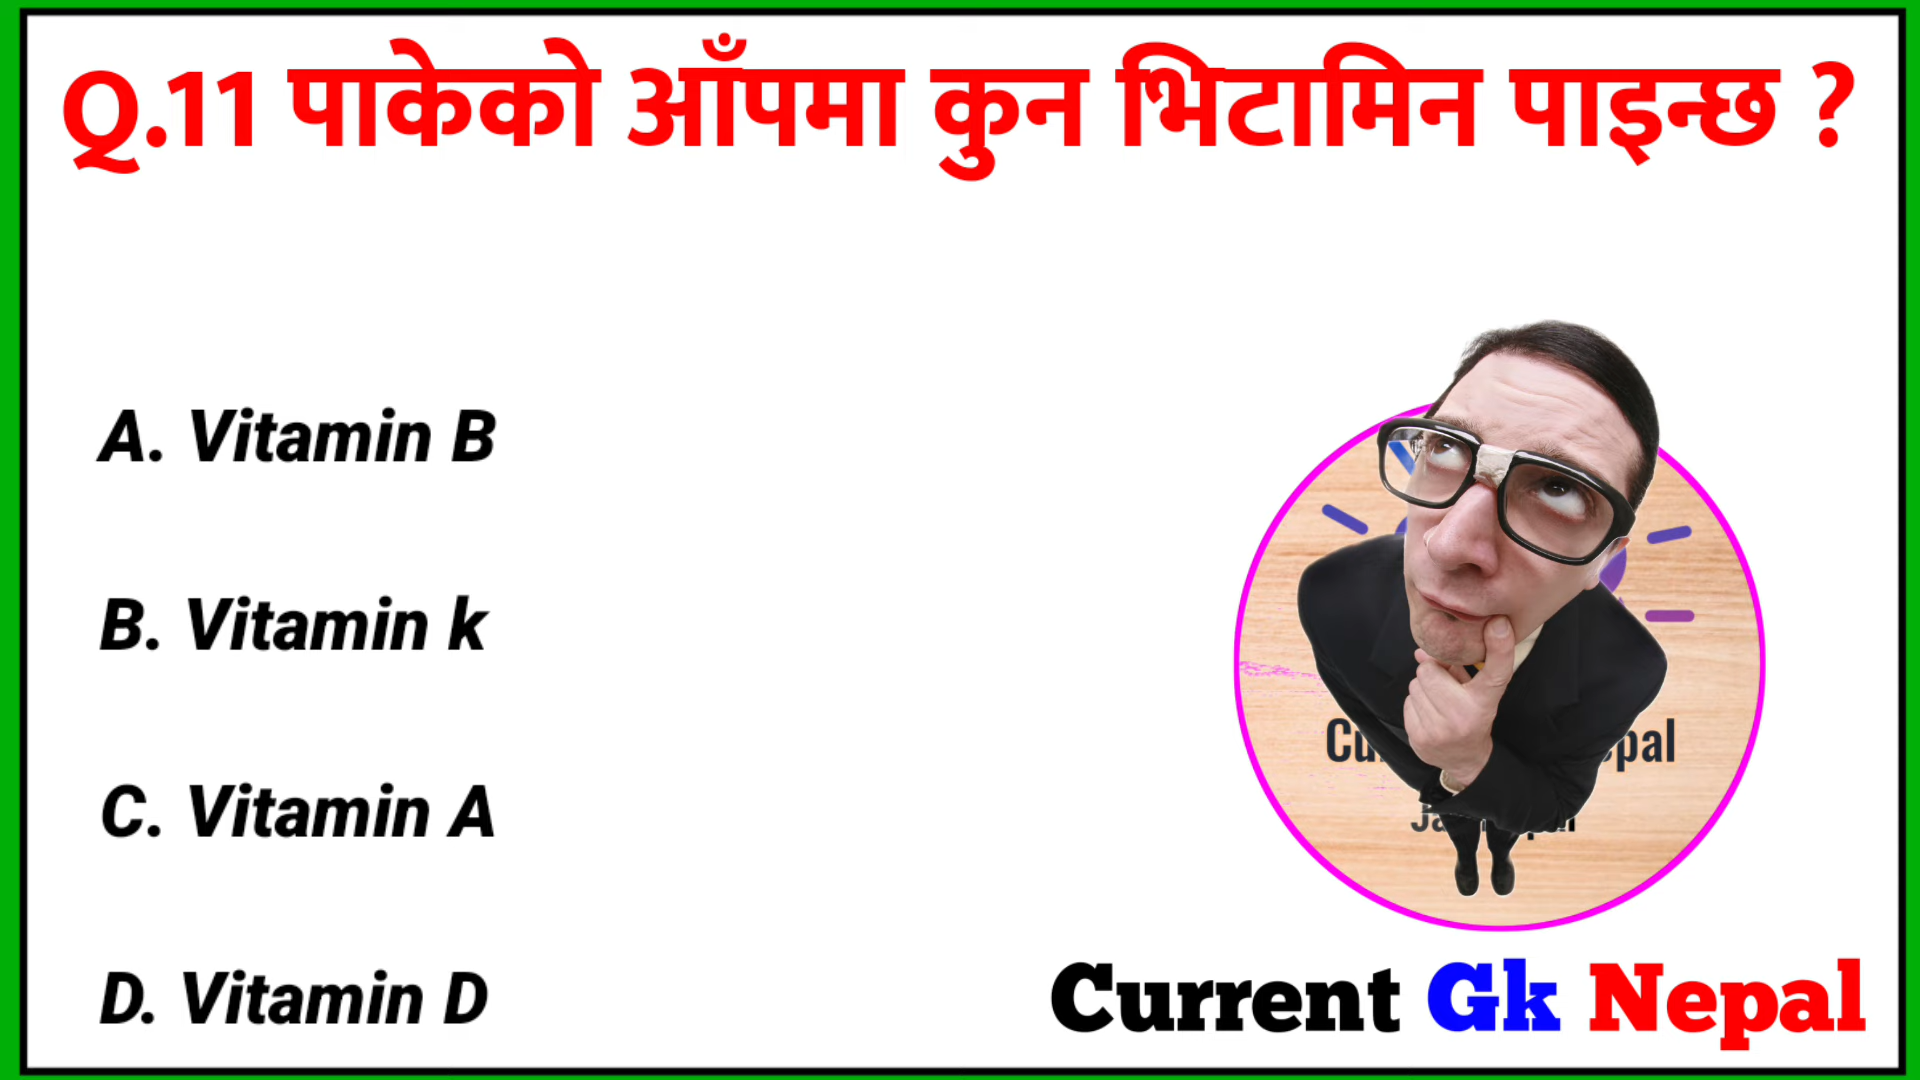 Q.11 पाकेको आँपमा कुन भिटामिन पाइन्छ ?
A. Vitamin B
B. Vitamin k
C. Vitamin A
D. Vitamin D
Current Gk Nepal